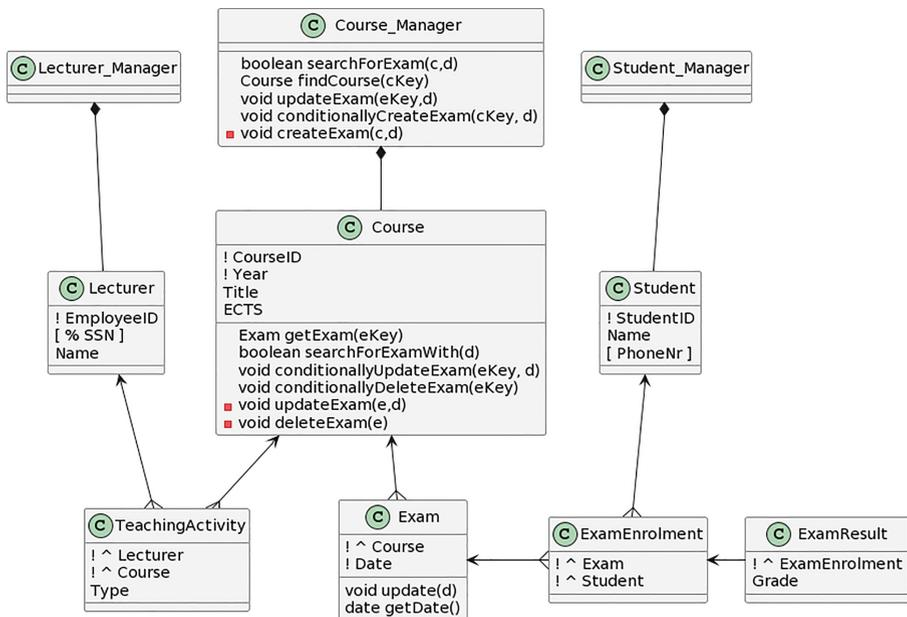 C Lecturer_Manager
C Course_Manager
boolean searchForExam(c,d)
Course findCourse(cKey)
void updateExam(eKey,d)
void conditionallyCreateExam(cKey, d)
void createExam(c,d)
C Student_Manager
C Lecturer
! EmployeeID
[ % SSN ]
Name
C Course
! CourseID
! Year
Title
ECTS
Exam getExam(eKey)
boolean searchForExamWith(d)
void conditionallyUpdateExam(eKey, d)
void conditionallyDeleteExam(eKey)
void updateExam(e,d)
void deleteExam(e)
C Student
! StudentID
Name
[ PhoneNr ]
C TeachingActivity
! ^ Lecturer
! ^ Course
Type
C Exam
! ^ Course
! Date
void update(d)
date getDate()
C ExamEnrolment
! ^ Exam
! ^ Student
C ExamResult
! ^ ExamEnrolment
Grade